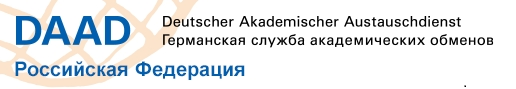 DAAD
Deutscher Akademischer Austauschdienst
Германская служба академических обменов
Российская Федерация